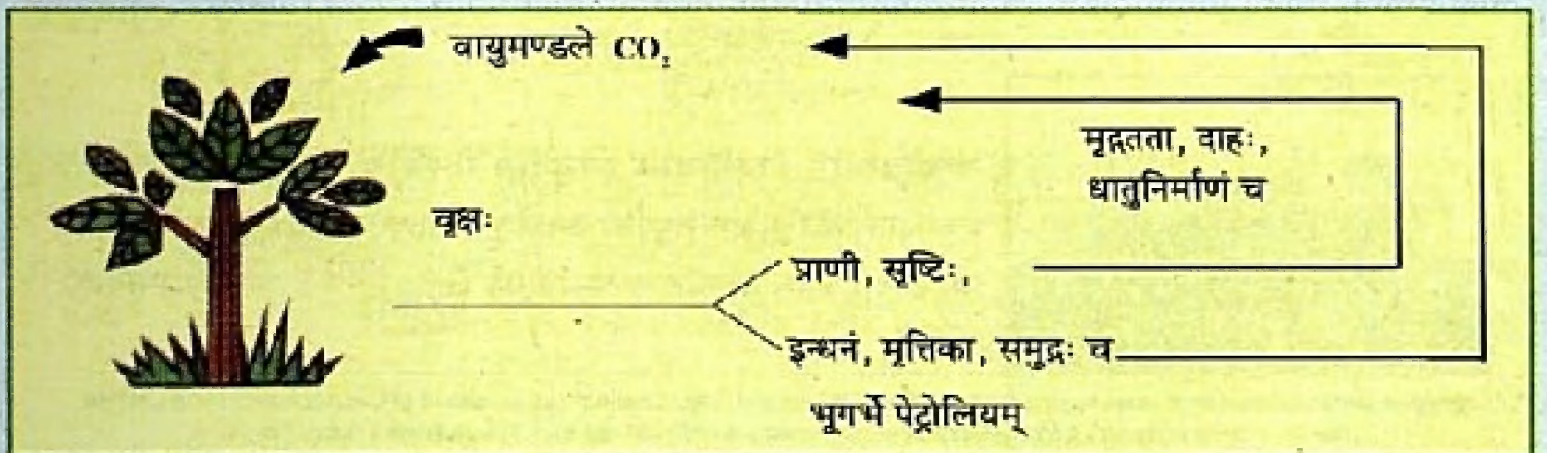 वायुमण्डले CO₂
मृद्गतता, दाहः,
धातुनिर्माणं च
वृक्षः
प्राणी, सृष्टिः,
इन्धनं, मृत्तिका, समुद्रः च
भूगर्भे पेट्रोलियम्